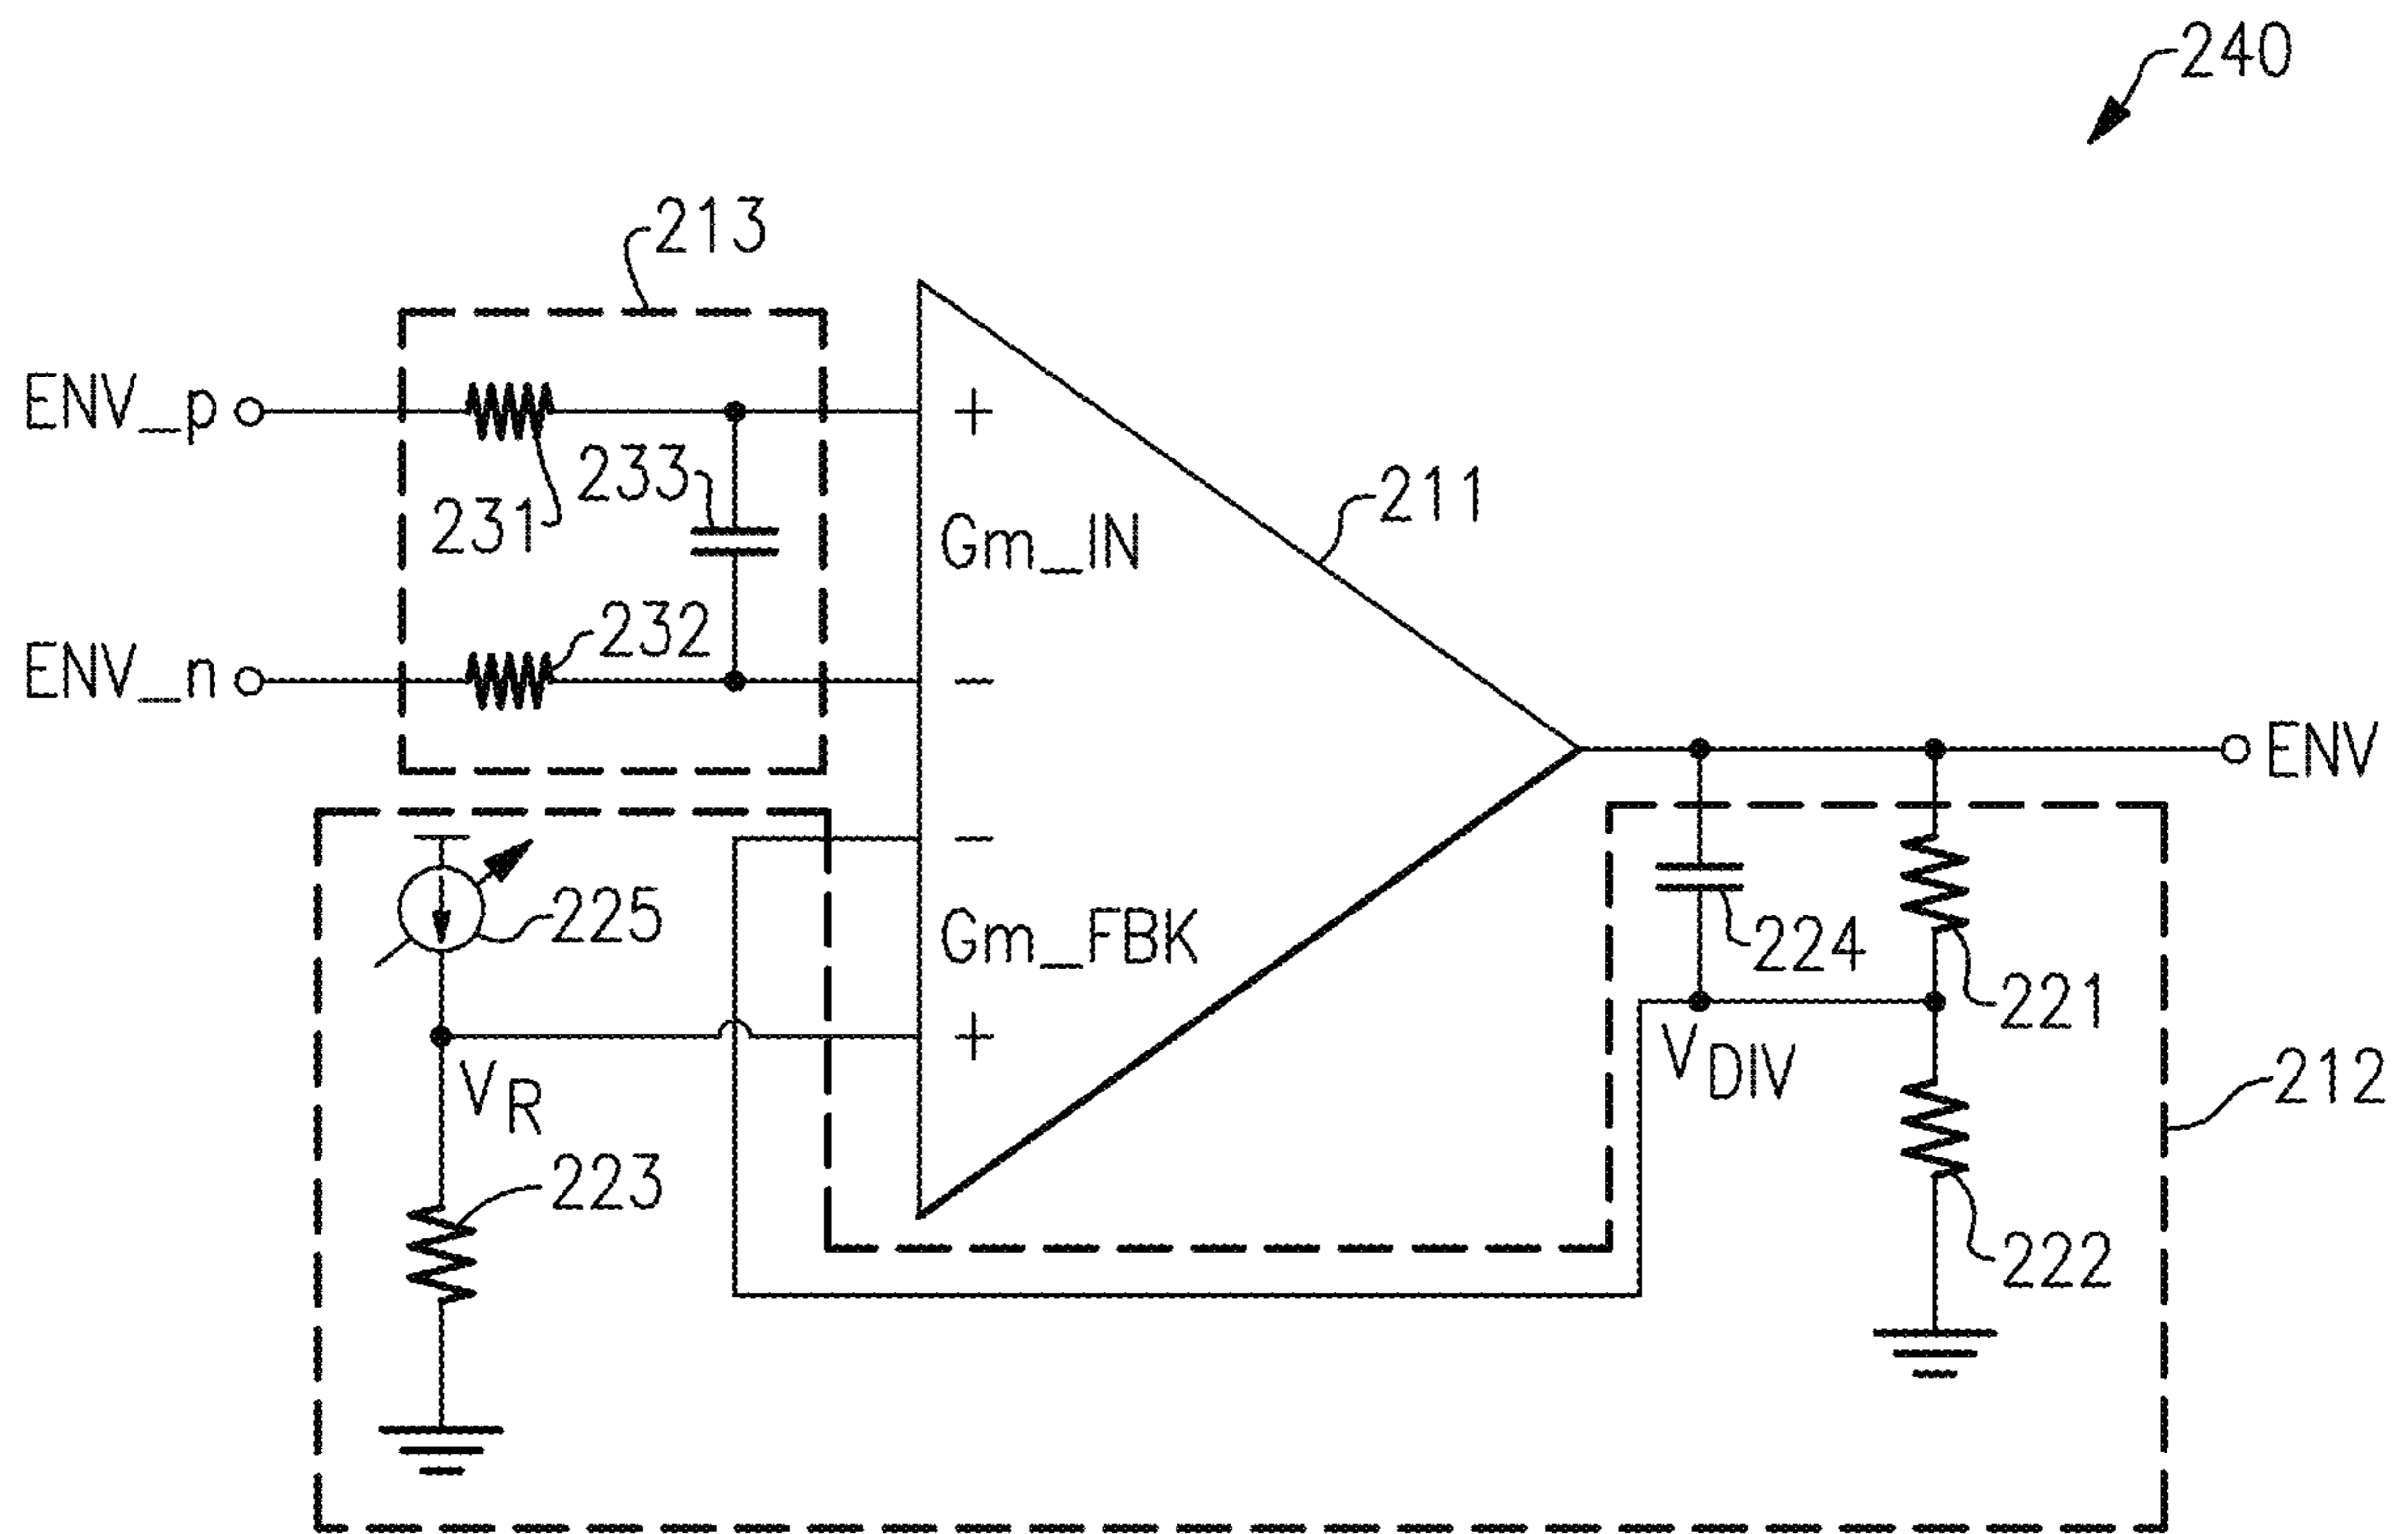 240
213
ENV_p
233
231
Gm_IN
211
232
ENV_n
ENV
225
Gm_FBK
224
221
VR
VDIV
212
223
222
+
−
−
+